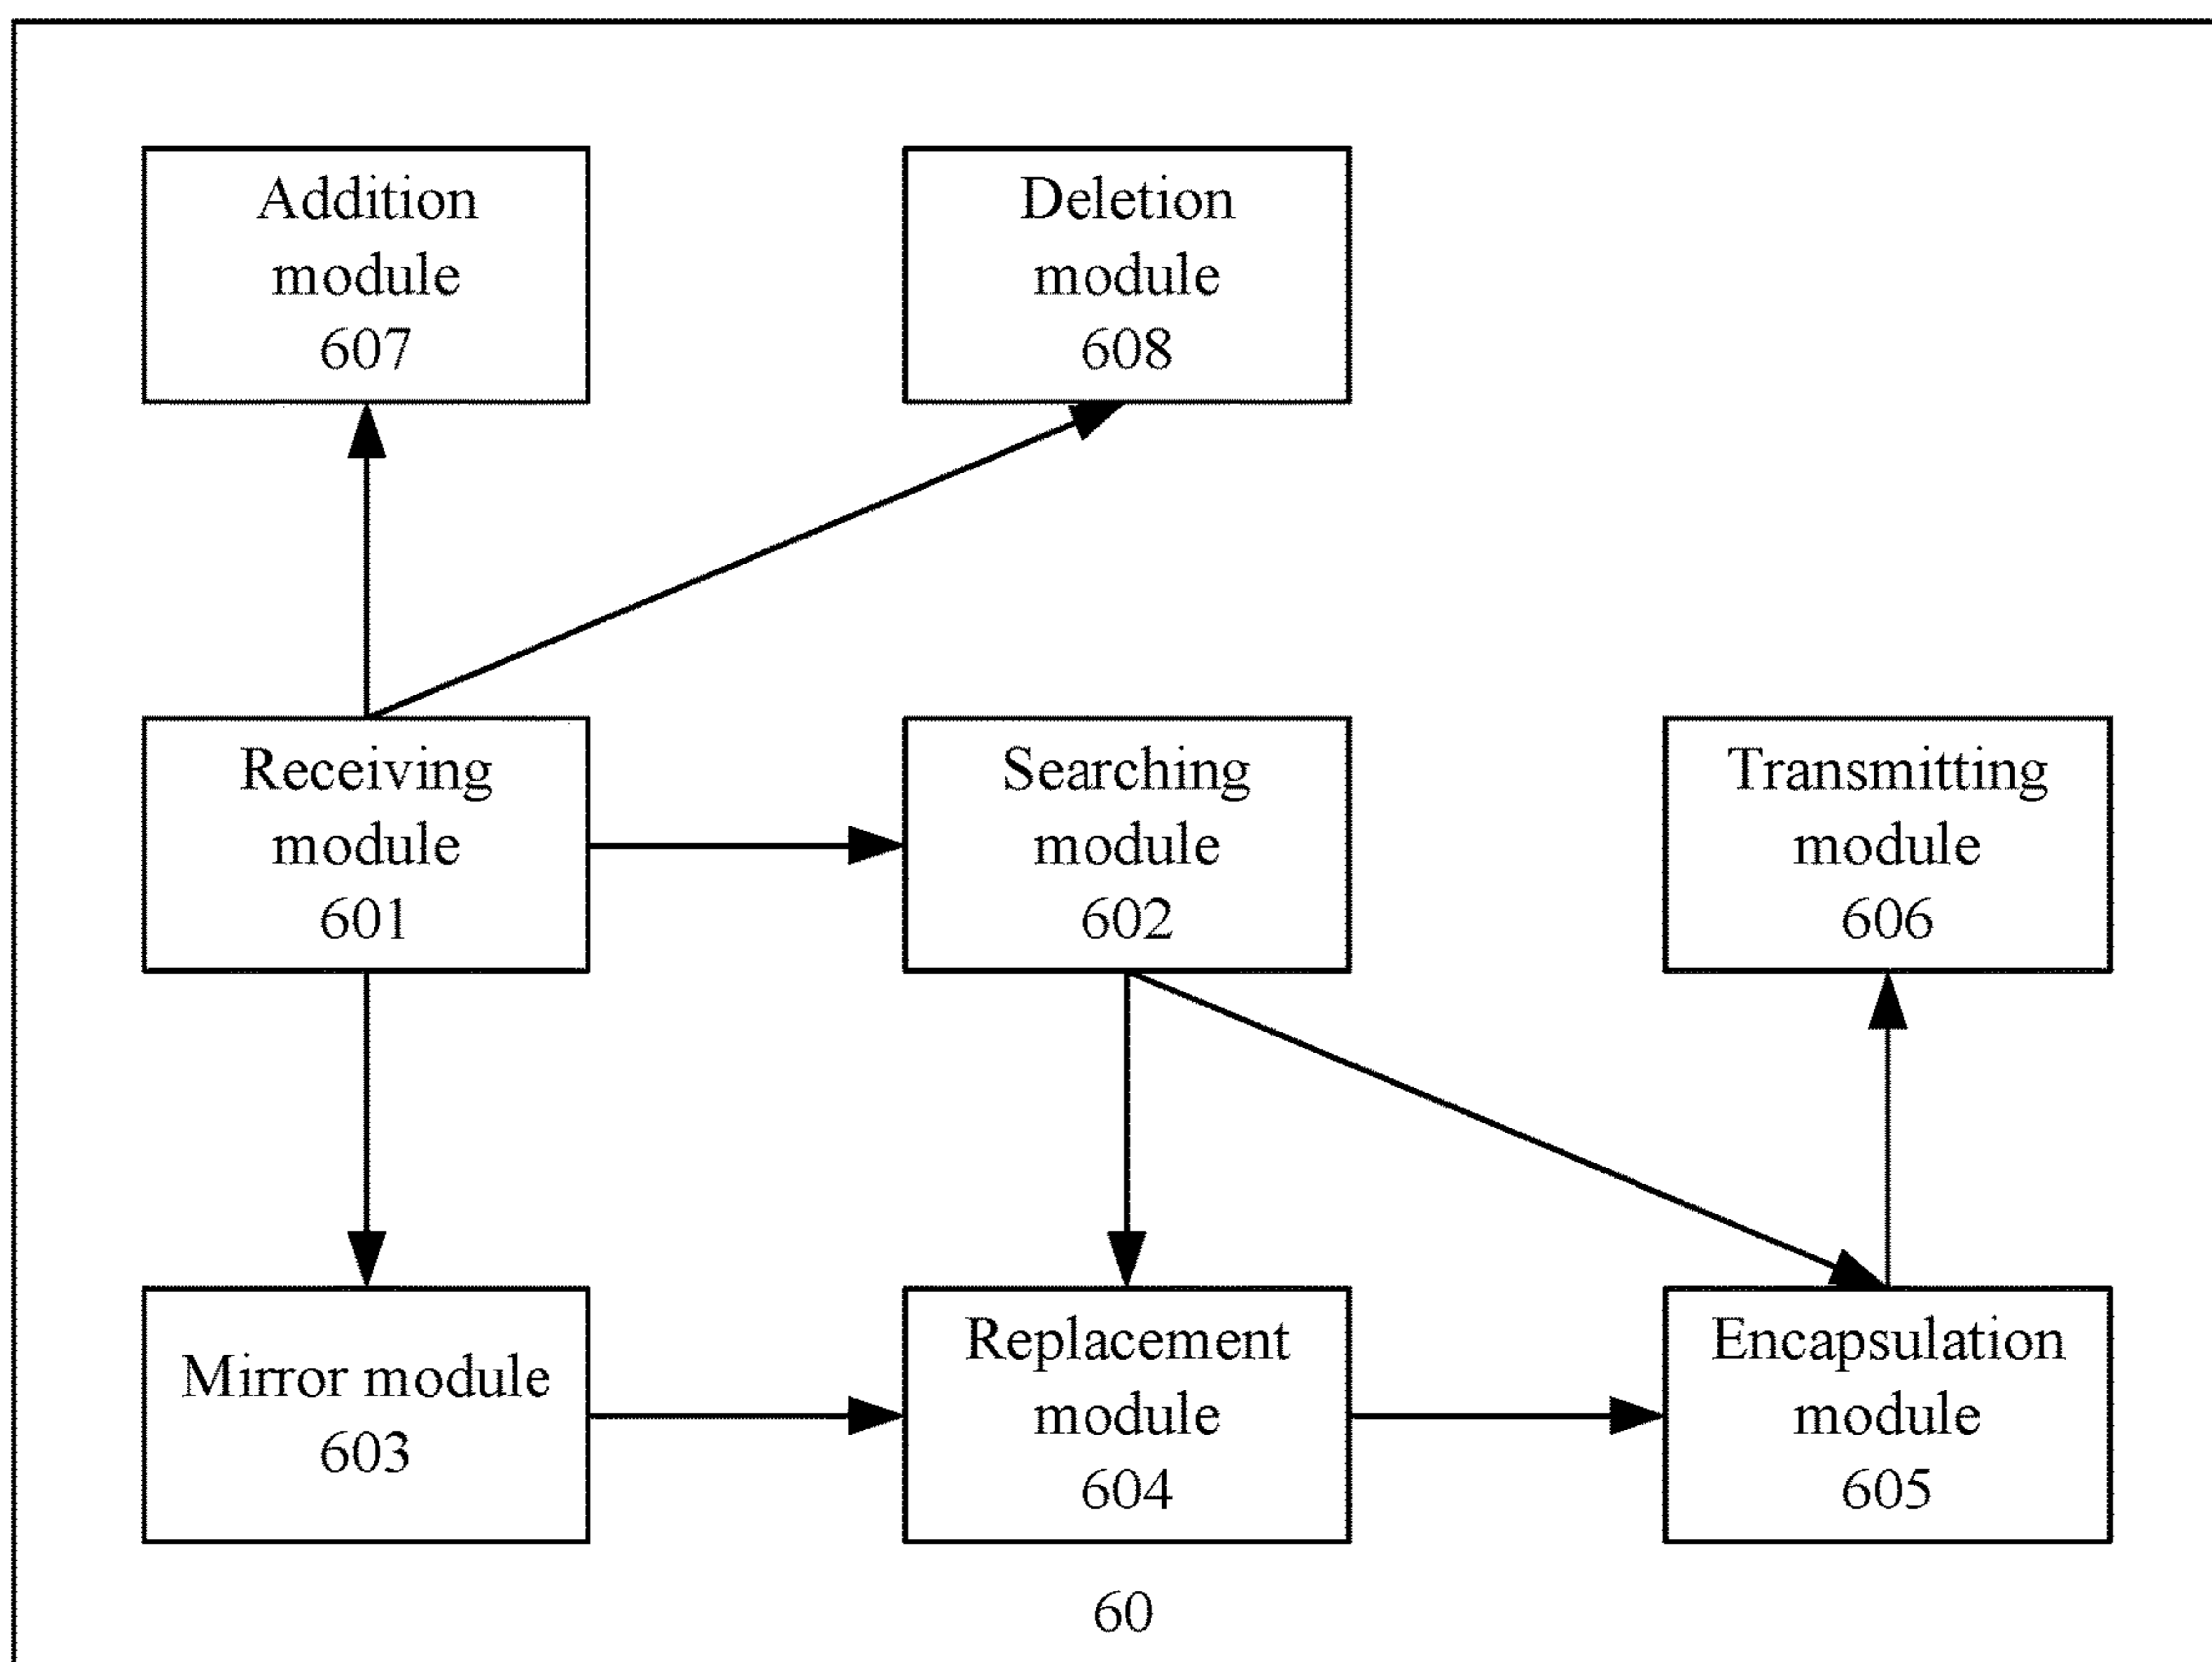 Addition
module
607
Deletion
module
608
Receiving
module
601
Searching
module
602
Transmitting
module
606
Mirror module
603
Replacement
module
604
Encapsulation
module
605
60